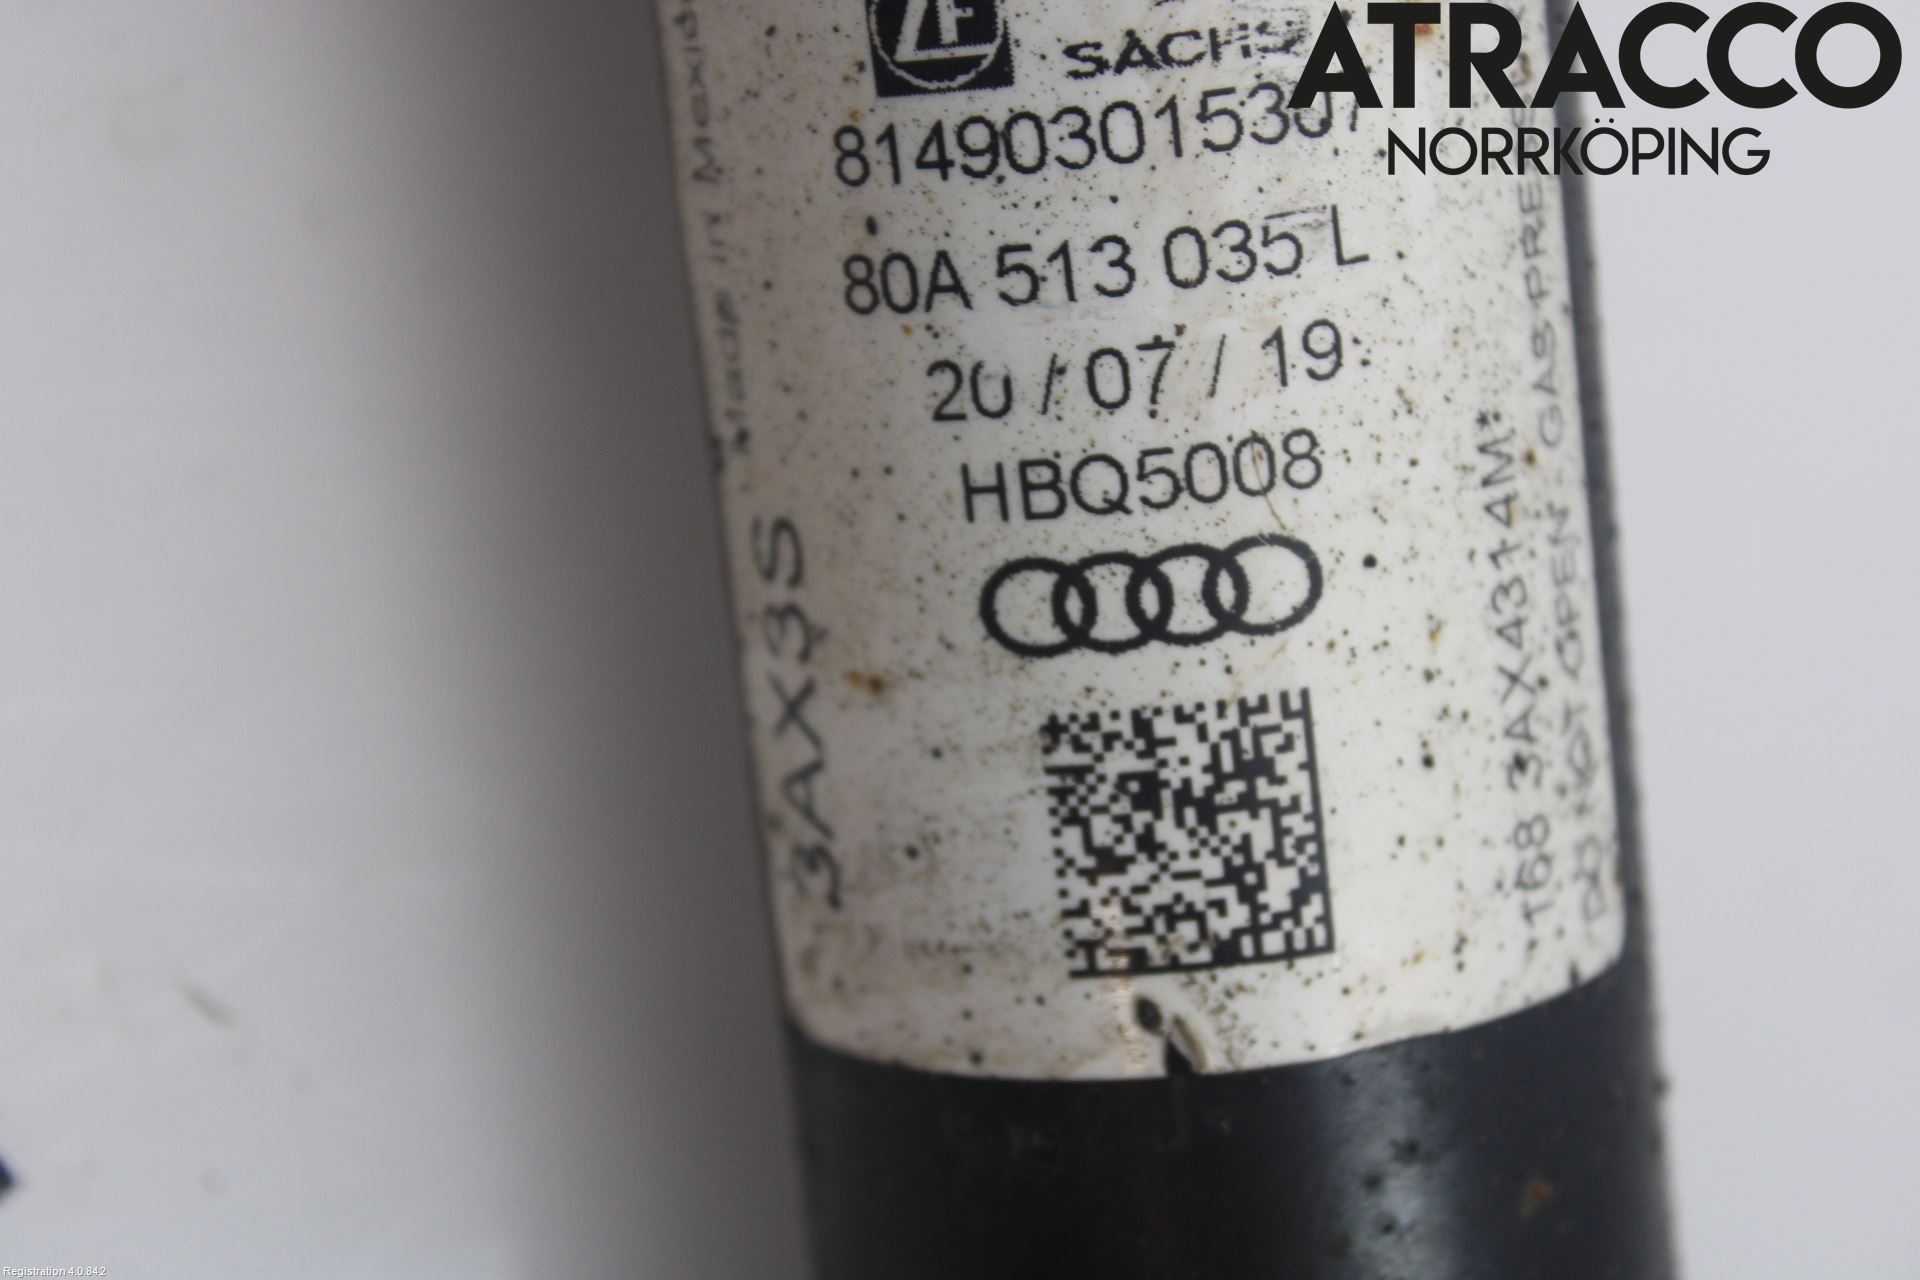 ATRACCO
NORRKÖPING
ZF
SACHS
80A 513 035 L
20 / 07 / 19
HBQ5008
3AX3S
Made in Mexico
T68 3AX4314M*
DO NOT OPEN - GAS
Registration 4.0.842